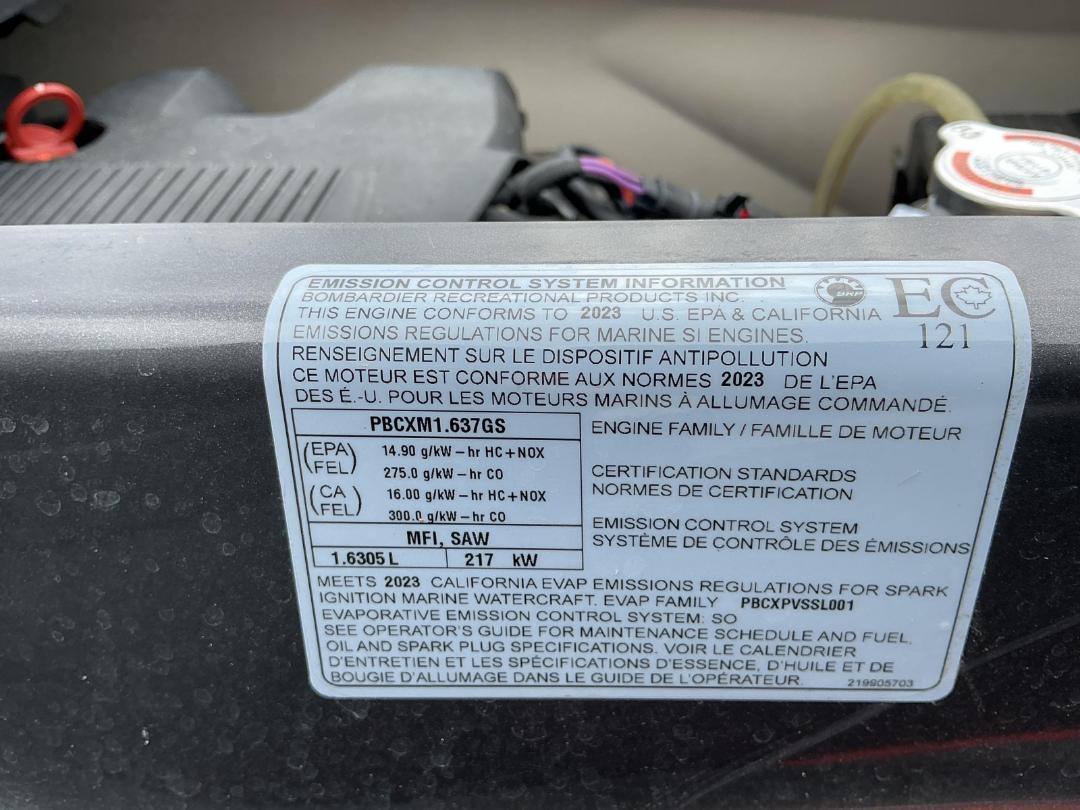 EMISSION CONTROL SYSTEM INFORMATION
BOMBARDIER RECREATIONAL PRODUCTS INC.
THIS ENGINE CONFORMS TO 2023 U.S. EPA & CALIFORNIA
EMISSIONS REGULATIONS FOR MARINE SI ENGINES.
BRP
EC
121
RENSEIGNEMENT SUR LE DISPOSITIF ANTIPOLLUTION
CE MOTEUR EST CONFORME AUX NORMES 2023 DE L'EPA
DES É.-U. POUR LES MOTEURS MARINS À ALLUMAGE COMMANDÉ.
PBCXM1.637GS
ENGINE FAMILY / FAMILLE DE MOTEUR
(EPA FEL) 14.90 g/kW – hr HC+NOX
275.0 g/kW – hr CO
(CA FEL) 16.00 g/kW – hr HC+NOX
300.0 g/kW – hr CO
CERTIFICATION STANDARDS
NORMES DE CERTIFICATION
MFI, SAW
1.6305 L 217 kW
EMISSION CONTROL SYSTEM
SYSTÈME DE CONTRÔLE DES ÉMISSIONS
MEETS 2023 CALIFORNIA EVAP EMISSIONS REGULATIONS FOR SPARK
IGNITION MARINE WATERCRAFT. EVAP FAMILY PBCXPVSSL001
EVAPORATIVE EMISSION CONTROL SYSTEM: SO
SEE OPERATOR'S GUIDE FOR MAINTENANCE SCHEDULE AND FUEL,
OIL AND SPARK PLUG SPECIFICATIONS. VOIR LE CALENDRIER
D'ENTRETIEN ET LES SPÉCIFICATIONS D'ESSENCE, D'HUILE ET DE
BOUGIE D'ALLUMAGE DANS LE GUIDE DE L'OPÉRATEUR.
219905703